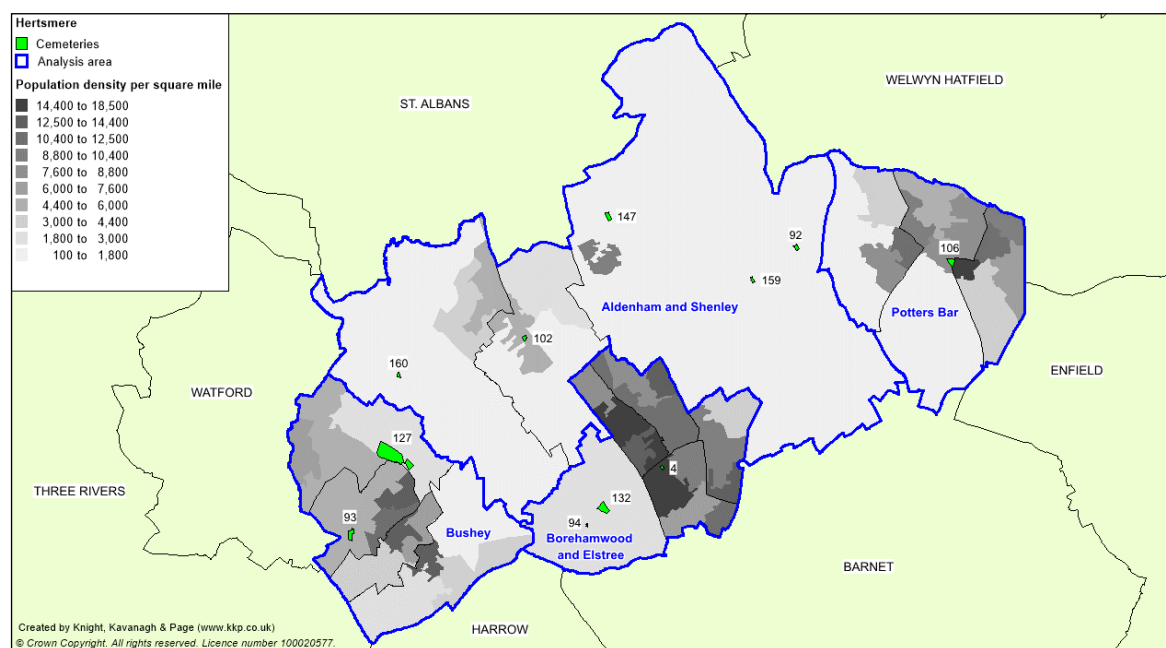 Hertsmere
Cemeteries
Analysis area
Population density per square mile
14,400 to 18,500
12,500 to 14,400
10,400 to 12,500
8,800 to 10,400
7,600 to 8,800
6,000 to 7,600
4,400 to 6,000
3,000 to 4,400
1,800 to 3,000
100 to 1,800
WELWYN HATFIELD
ST. ALBANS
147
92
106
159
Aldenham and Shenley
Potters Bar
102
160
ENFIELD
WATFORD
127
4
THREE RIVERS
132
93
94
Bushey
Borehamwood
and Elstree
BARNET
HARROW
Created by Knight, Kavanagh & Page (www.kkp.co.uk)
© Crown Copyright. All rights reserved. Licence number 100020577.